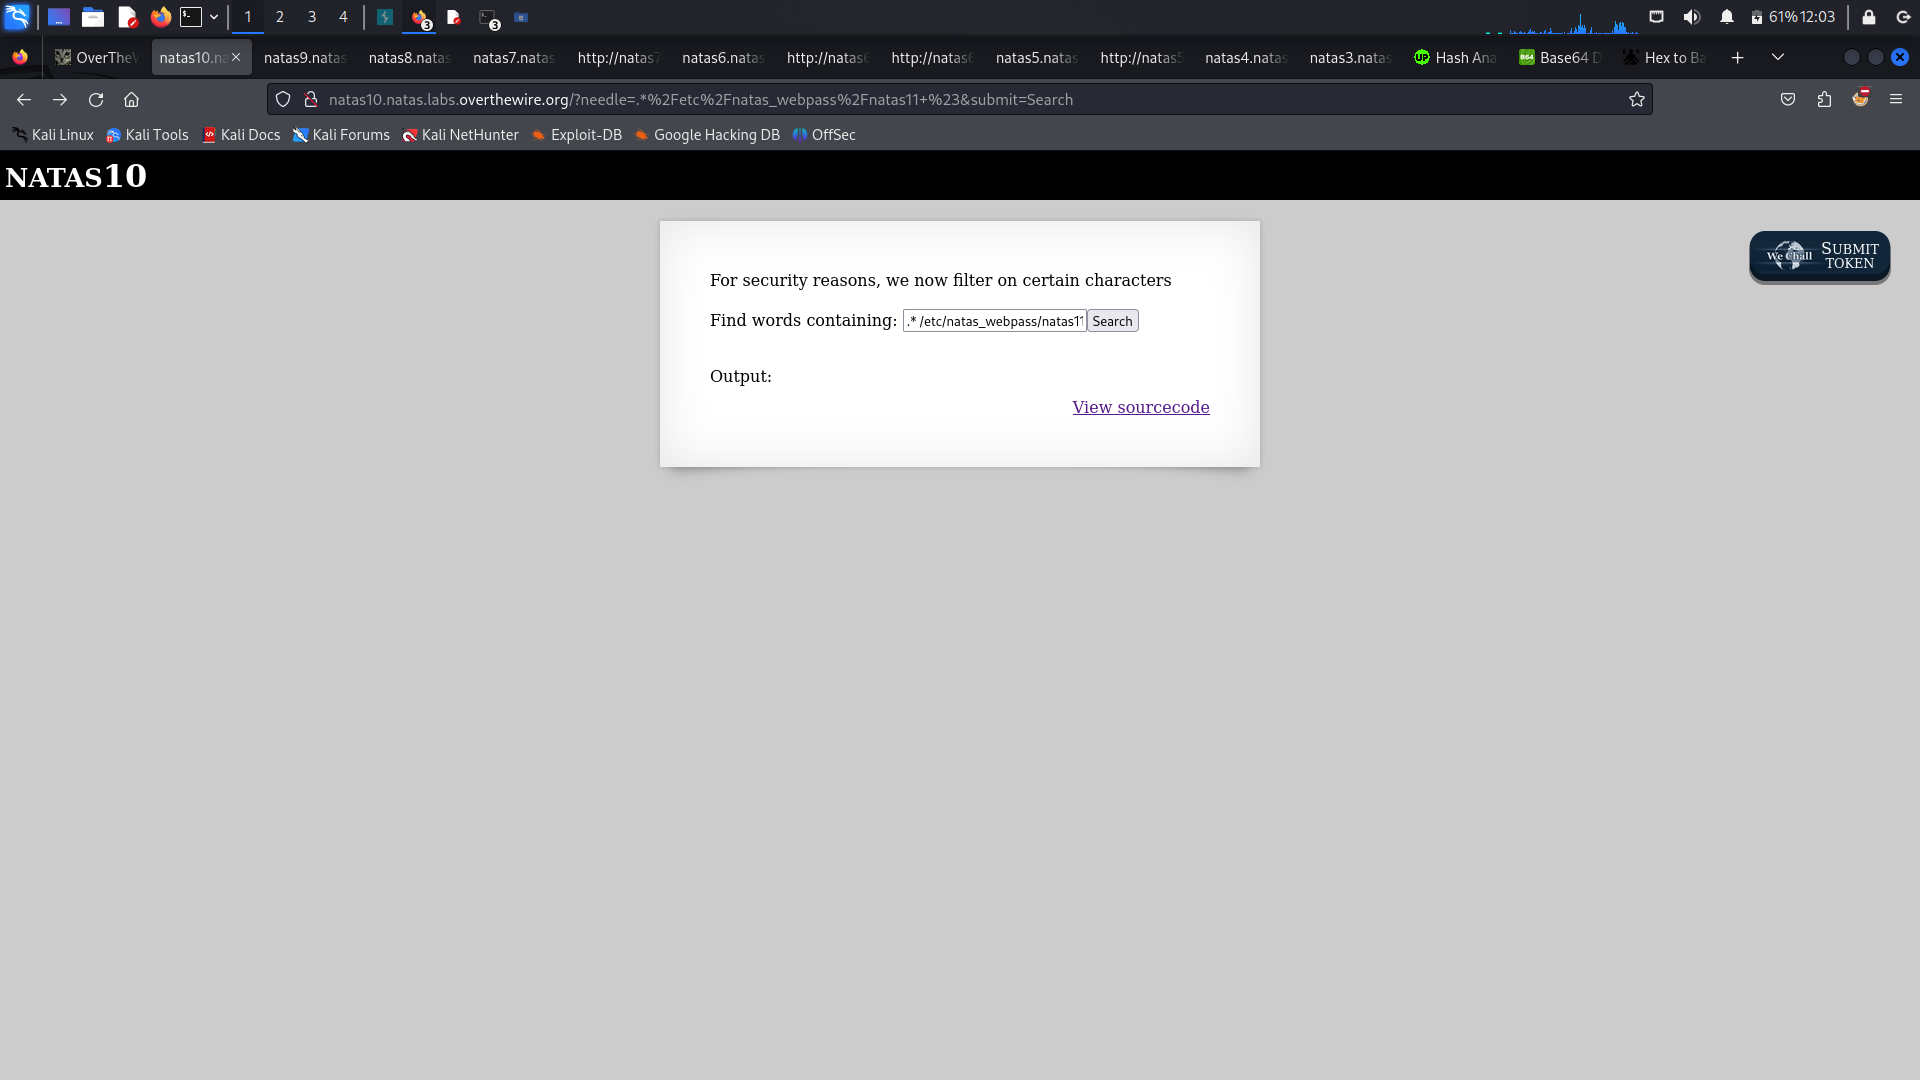 1 2 3 4 3 3 61% 12:03
OverThe natas10.na natas9.natas natas8.natas natas7.natas http://natas7 natas6.natas http://natas6 http://natas6 natas5.natas http://natas5 natas4.natas natas3.natas Hash Ana Base64 D Hex to Ba
natas10.natas.labs.overthewire.org/?needle=.*%2Fetc%2Fnatas_webpass%2Fnatas11+%23&submit=Search
Kali Linux Kali Tools Kali Docs Kali Forums Kali NetHunter Exploit-DB Google Hacking DB OffSec
NATAS10
We Chall SUBMIT TOKEN
For security reasons, we now filter on certain characters
Find words containing: .* /etc/natas_webpass/natas11 Search
Output:
View sourcecode